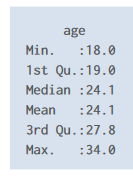 age
Min.   :18.0
1st Qu.:19.0
Median :24.1
Mean   :24.1
3rd Qu.:27.8
Max.   :34.0